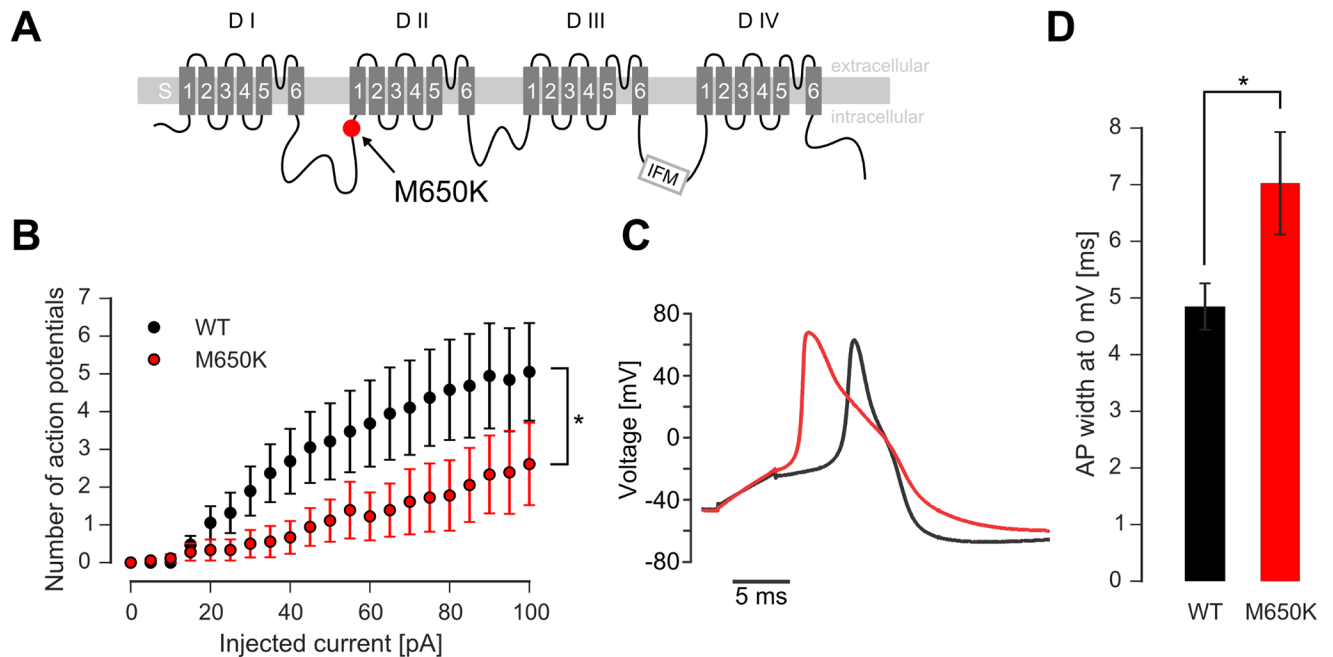 A
D I
D II
D III
D IV
extracellular
S 1 2 3 4 5 6 1 2 3 4 5 6 1 2 3 4 5 6 1 2 3 4 5 6
intracellular
M650K
IFM
B
Number of action potentials
7
6
5
4
3
2
1
0
WT
M650K
*
0 20 40 60 80 100
Injected current [pA]
C
Voltage [mV]
80
40
0
-40
-80
5 ms
D
AP width at 0 mV [ms]
8
7
6
5
4
3
2
1
0
*
WT M650K